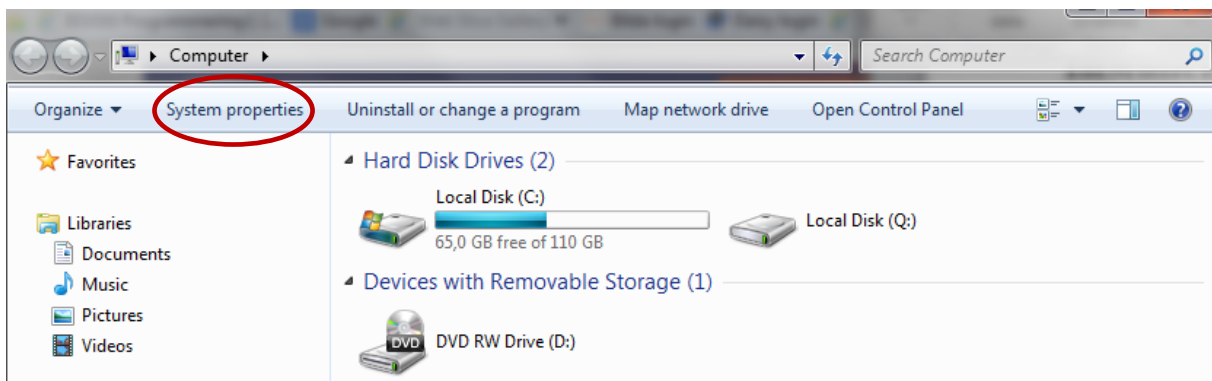 Computer
Search Computer
Organize System properties Uninstall or change a program Map network drive Open Control Panel
Favorites
Libraries
Documents
Music
Pictures
Videos
Hard Disk Drives (2)
Local Disk (C:)
65,0 GB free of 110 GB
Local Disk (Q:)
Devices with Removable Storage (1)
DVD
DVD RW Drive (D:)